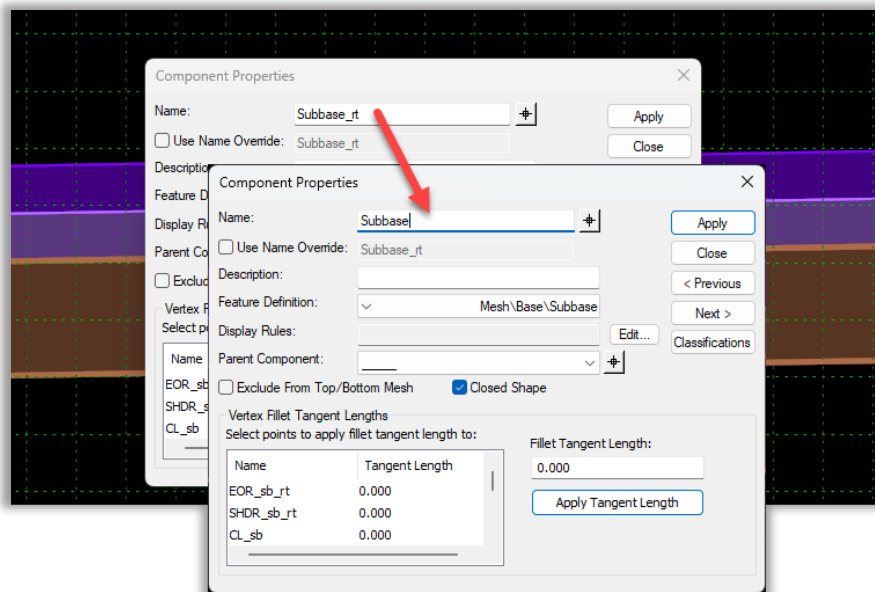 Component Properties
Name:
Subbase_rt
Apply
Use Name Override:
Subbase_rt
Close
Descriptio
Feature D
Display Ru
Parent Co
Exclud
Vertex F
Select po
Name
EOR_sb
SHDR_s
CL_sb
Component Properties
Name:
Subbase
Apply
Use Name Override:
Subbase_rt
Close
Description:
< Previous
Feature Definition:
Mesh\Base\Subbase
Next >
Display Rules:
Edit...
Classifications
Parent Component:
Exclude From Top/Bottom Mesh
Closed Shape
Vertex Fillet Tangent Lengths
Select points to apply fillet tangent length to:
Fillet Tangent Length:
Name Tangent Length
0.000
EOR_sb_rt 0.000
Apply Tangent Length
SHDR_sb_rt 0.000
CL_sb 0.000